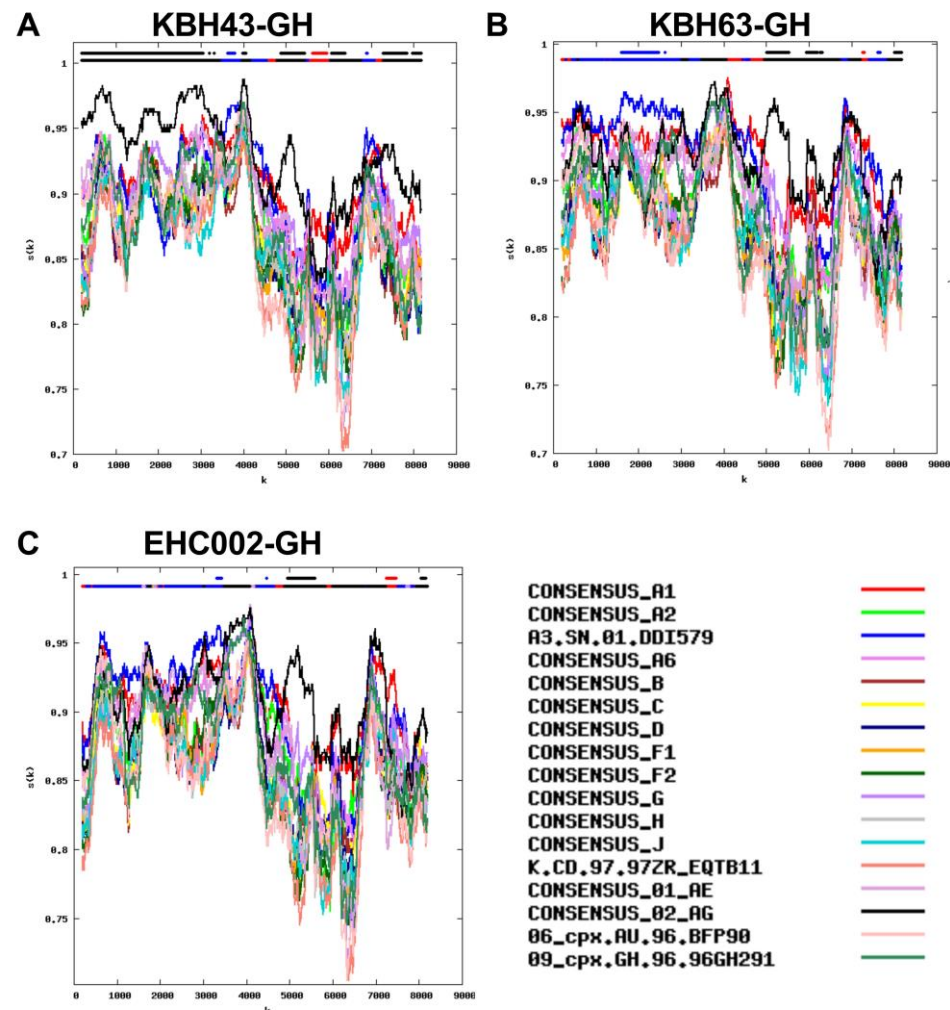 A KBH43-GH
1
0.95
0.9
s(k)
0.85
0.8
0.75
0.7
0 1000 2000 3000 4000 5000 6000 7000 8000 9000
k
B KBH63-GH
1
0.95
0.9
s(k)
0.85
0.8
0.75
0.7
0 1000 2000 3000 4000 5000 6000 7000 8000 9000
k
C EHC002-GH
1
0.95
0.9
s(k)
0.85
0.8
0.75
0 1000 2000 3000 4000 5000 6000 7000 8000 9000
k
CONSENSUS_A1
CONSENSUS_A2
A3.SN.01.DDI579
CONSENSUS_A6
CONSENSUS_B
CONSENSUS_C
CONSENSUS_D
CONSENSUS_F1
CONSENSUS_F2
CONSENSUS_G
CONSENSUS_H
CONSENSUS_J
K.CD.97.97ZR_EQTB11
CONSENSUS_01_AE
CONSENSUS_02_AG
06_cpx.AU.96.BFP90
09_cpx.GH.96.96GH291